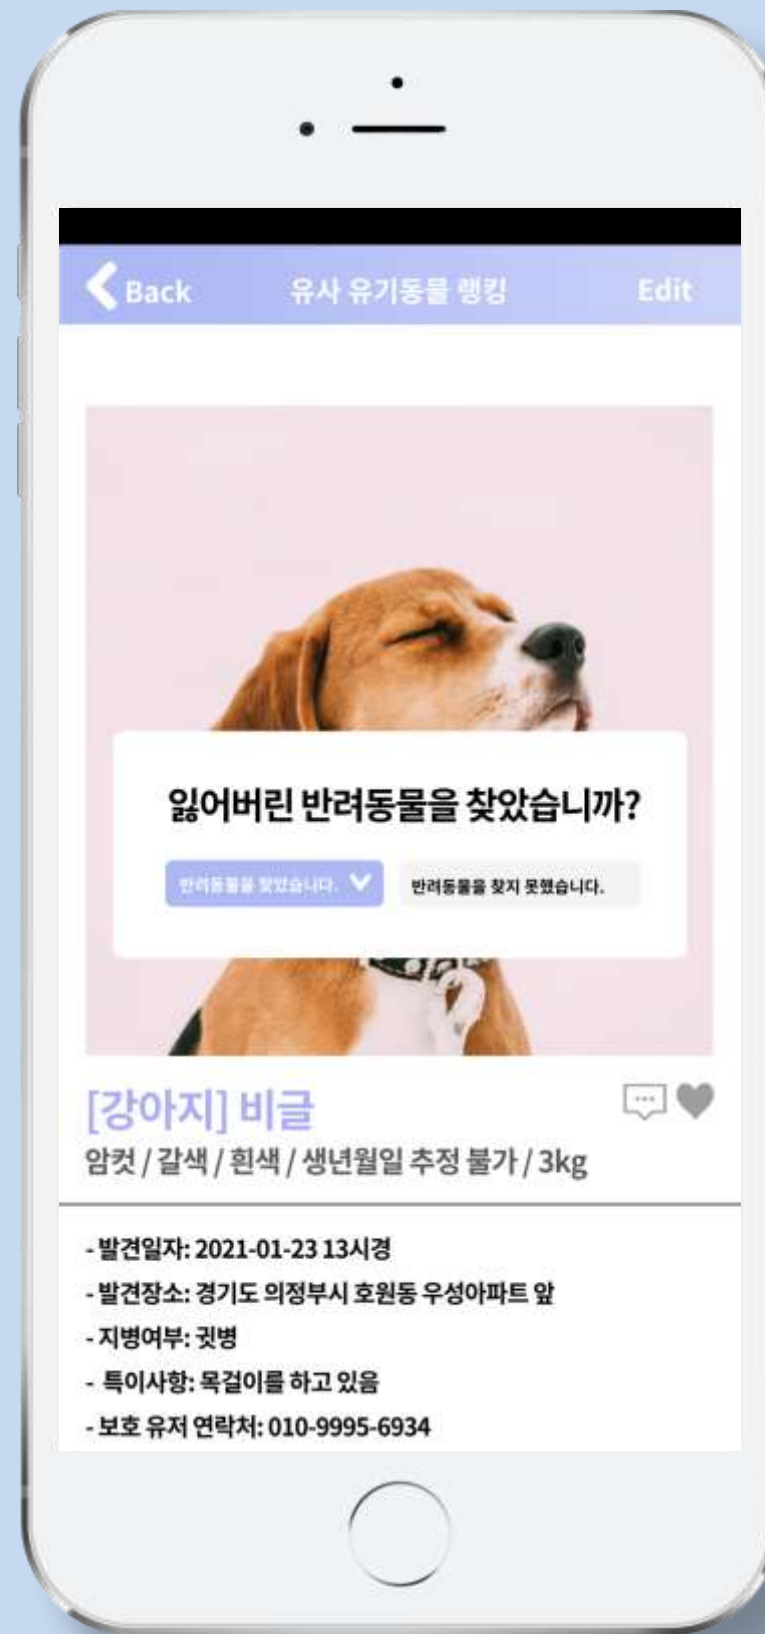 Back 유사 유기동물 랭킹 Edit
잃어버린 반려동물을 찾았습니까?
반려동물을 찾았습니다. 반려동물을 찾지 못했습니다.
[강아지] 비글
암컷 / 갈색 / 흰색 / 생년월일 추정 불가 / 3kg
- 발견일자: 2021-01-23 13시경
- 발견장소: 경기도 의정부시 호원동 우성아파트 앞
- 지병여부: 귓병
- 특이사항: 목걸이를 하고 있음
- 보호 유저 연락처: 010-9995-6934